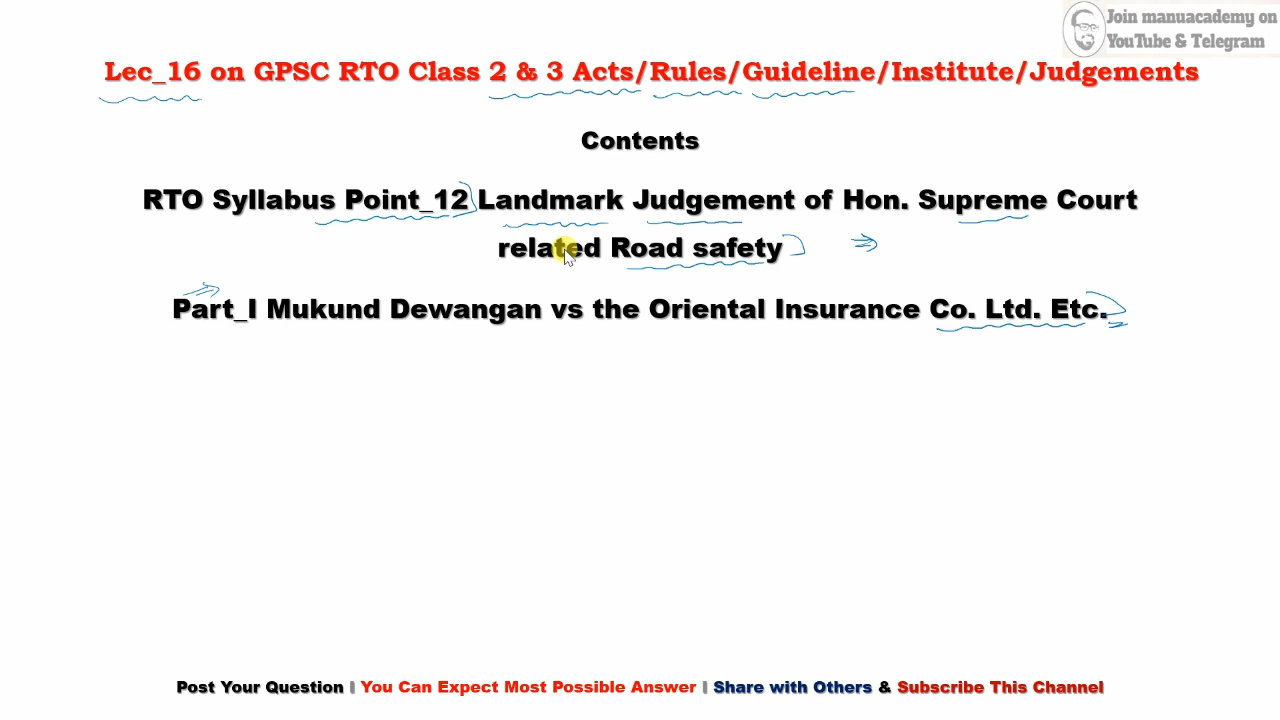 Join manuacademy on
YouTube & Telegram
Lec_16 on GPSC RTO Class 2 & 3 Acts/Rules/Guideline/Institute/Judgements
Contents
RTO Syllabus Point_12 Landmark Judgement of Hon. Supreme Court
related Road safety
Part_I Mukund Dewangan vs the Oriental Insurance Co. Ltd. Etc.
Post Your Question | You Can Expect Most Possible Answer | Share with Others & Subscribe This Channel